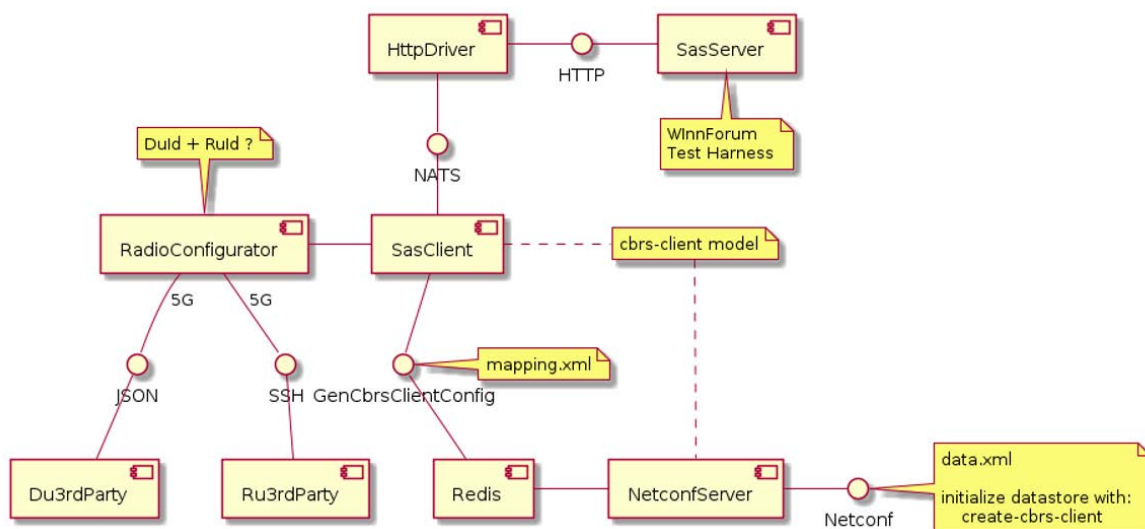 HttpDriver
HTTP
SasServer
WInnForum
Test Harness
DuId + RuId ?
NATS
RadioConfigurator
SasClient
cbrs-client model
5G
5G
mapping.xml
JSON
SSH
GenCbrsClientConfig
Du3rdParty
Ru3rdParty
Redis
NetconfServer
Netconf
data.xml
initialize datastore with:
create-cbrs-client